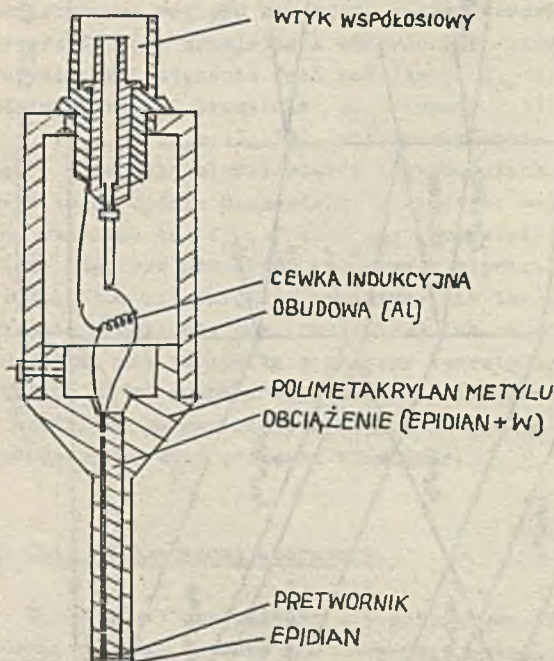 WTYK WSPÓŁOSIOWY
CEWKA INDUKCYJNA
OBUDOWA [Al]
POLIMETAKRYLAN METYLU
OBCIĄŻENIE (EPIDIAN + W)
PRETWORNIK
EPIDIAN